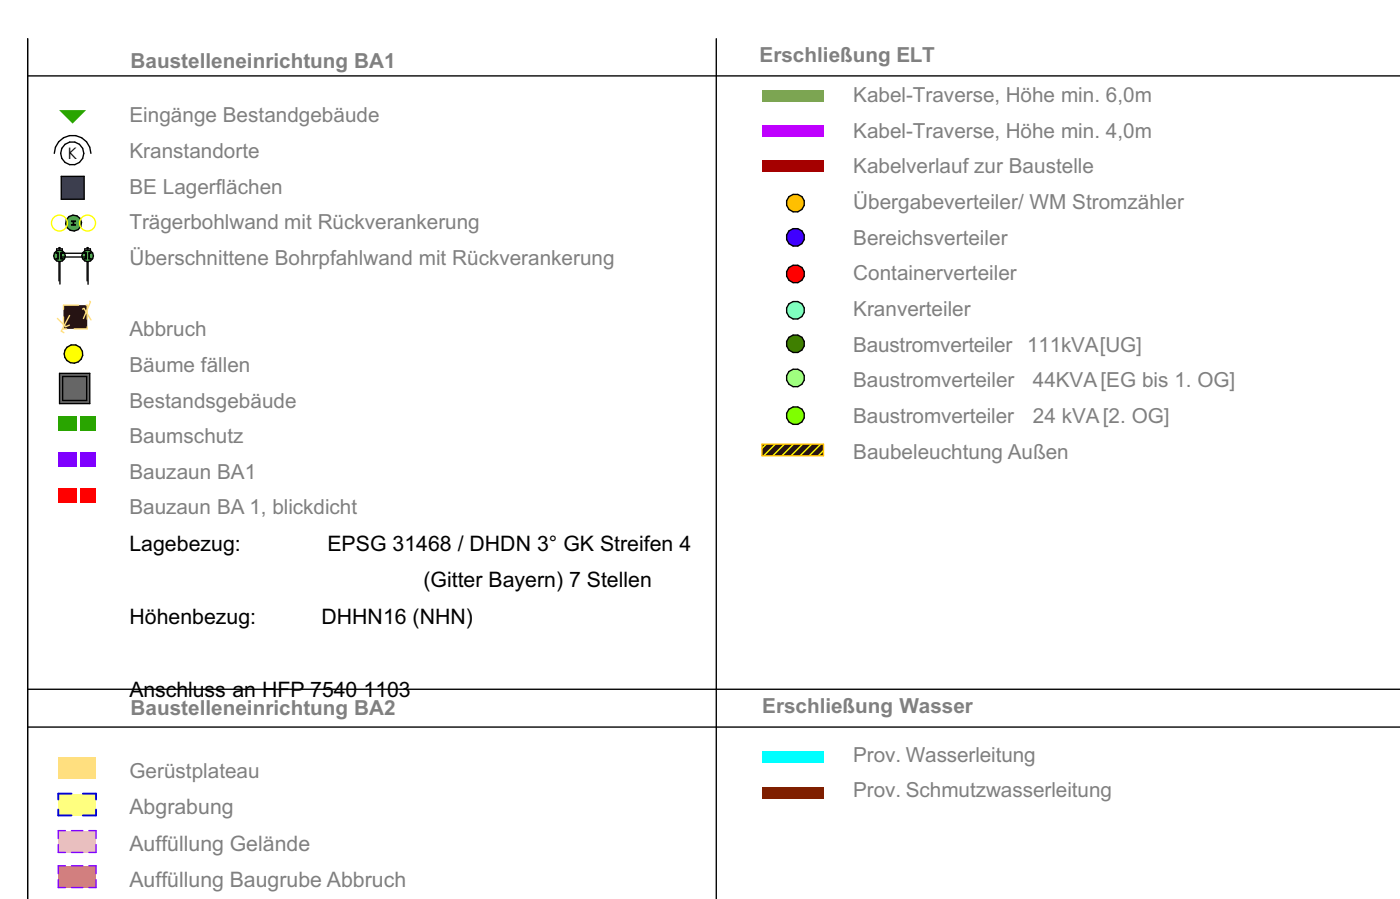 Baustelleneinrichtung BA1
Eingänge Bestandgebäude
K
Kranstandorte
BE Lagerflächen
Trägerbohlwand mit Rückverankerung
Überschnittene Bohrpfahlwand mit Rückverankerung
Abbruch
Bäume fällen
Bestandsgebäude
Baumschutz
Bauzaun BA1
Bauzaun BA 1, blickdicht
Lagebezug: EPSG 31468 / DHDN 3° GK Streifen 4
(Gitter Bayern) 7 Stellen
Höhenbezug: DHHN16 (NHN)
Anschluss an HFP 7540 1103
Baustelleneinrichtung BA2
Gerüstplateau
Abgrabung
Auffüllung Gelände
Auffüllung Baugrube Abbruch
Erschließung ELT
Kabel-Traverse, Höhe min. 6,0m
Kabel-Traverse, Höhe min. 4,0m
Kabelverlauf zur Baustelle
Übergabeverteiler/ WM Stromzähler
Bereichsverteiler
Containerverteiler
Kranverteiler
Baustromverteiler 111kVA[UG]
Baustromverteiler 44KVA[EG bis 1. OG]
Baustromverteiler 24 kVA[2. OG]
Baubeleuchtung Außen
Erschließung Wasser
Prov. Wasserleitung
Prov. Schmutzwasserleitung